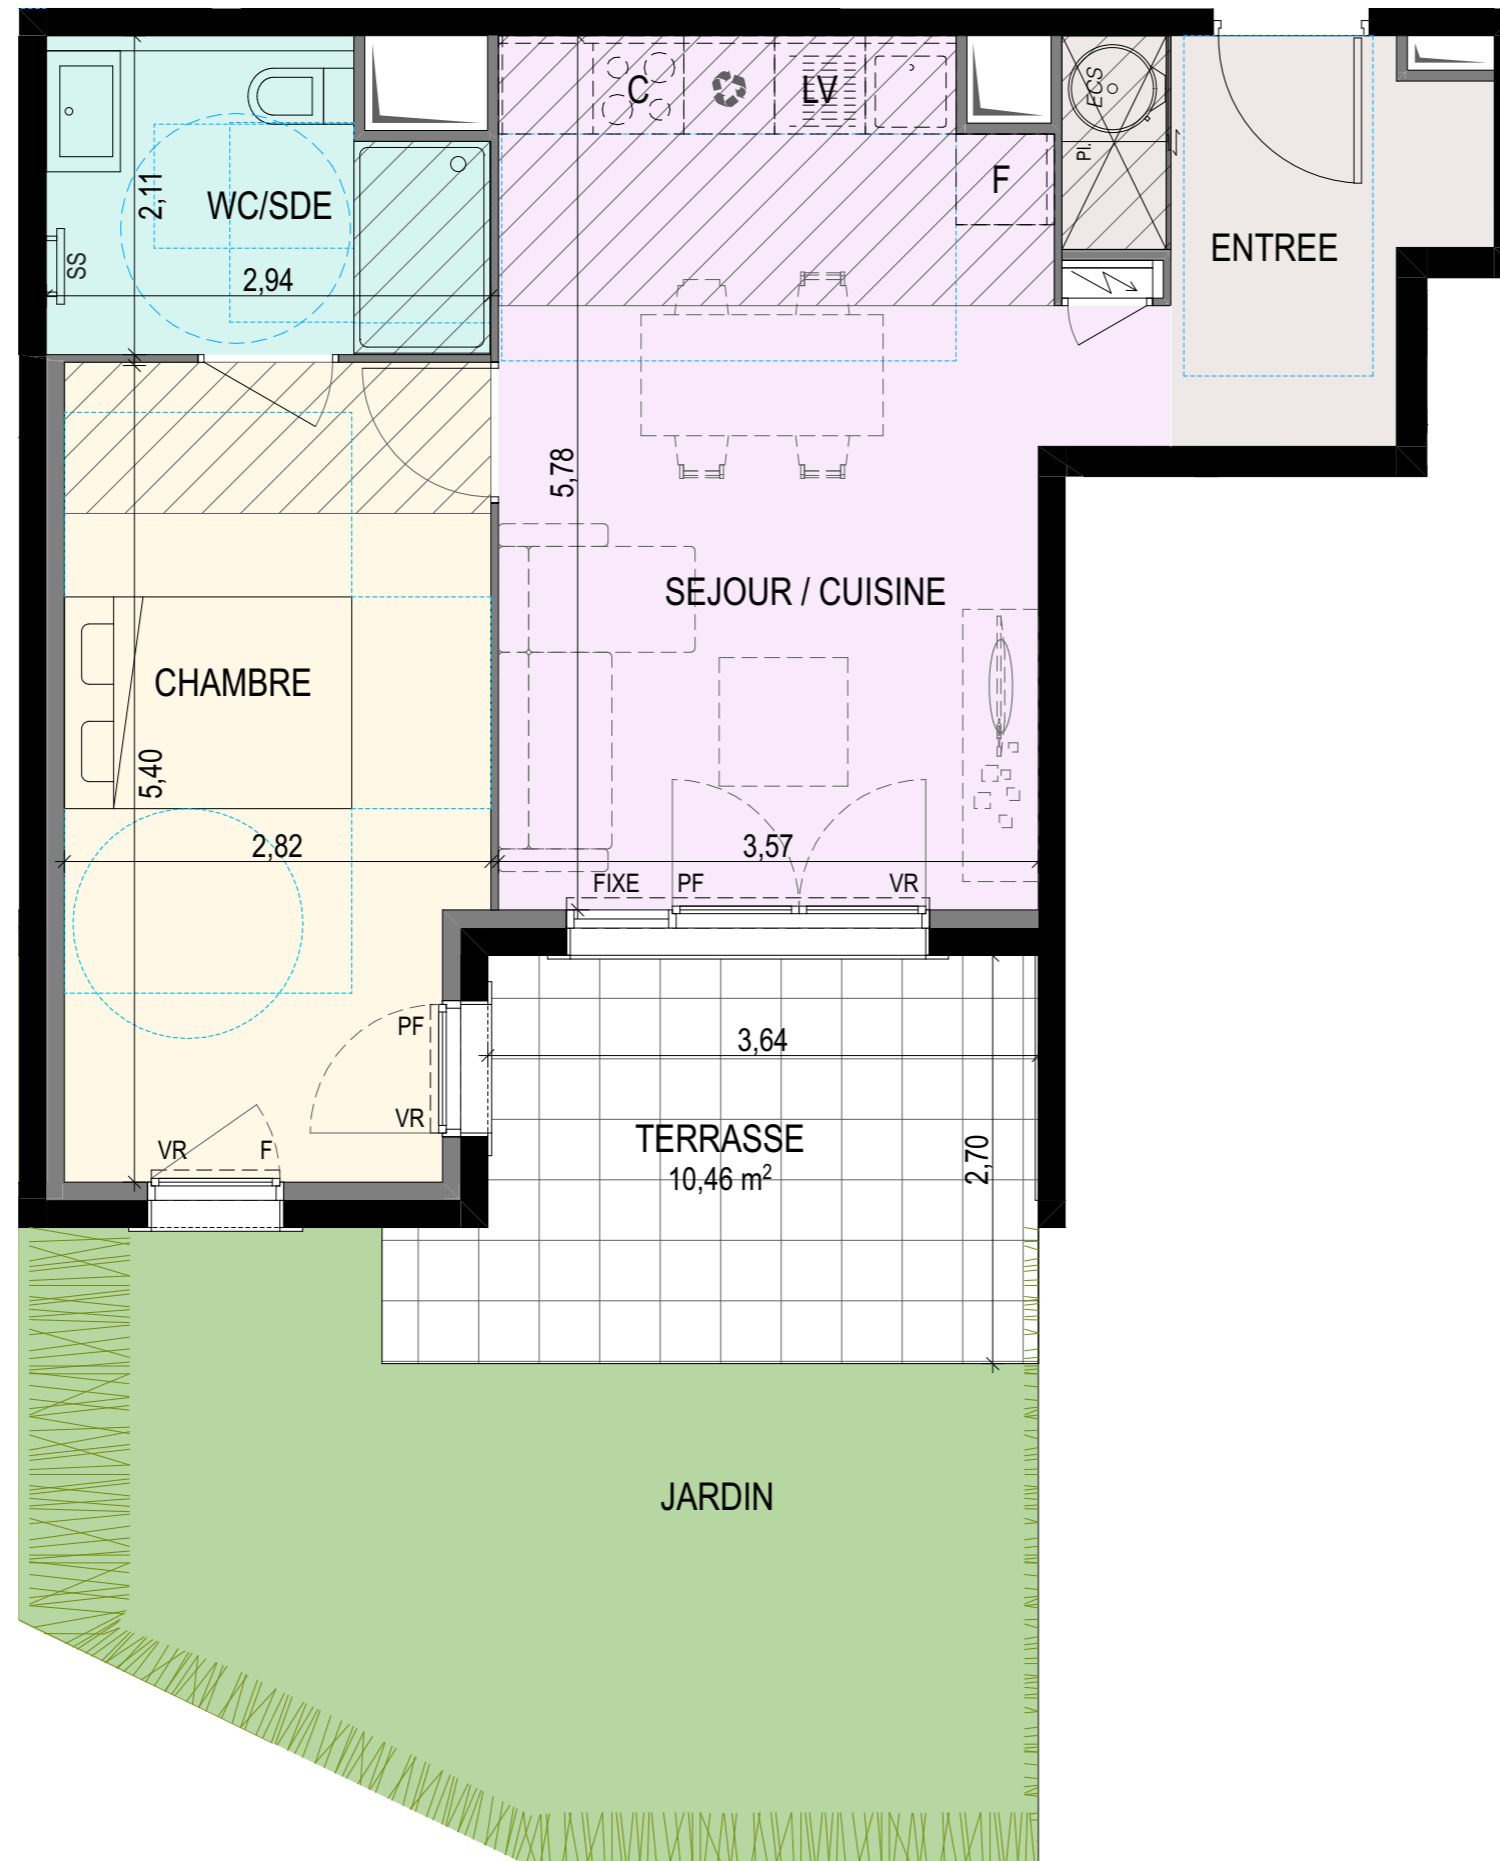 C
LV
ECS
Pl.
F
2,11
WC/SDE
ENTREE
SS
2,94
5,78
SEJOUR / CUISINE
CHAMBRE
5,40
2,82
3,57
FIXE
PF
VR
PF
3,64
VR
TERRASSE
10,46 m²
2,70
VR
F
JARDIN